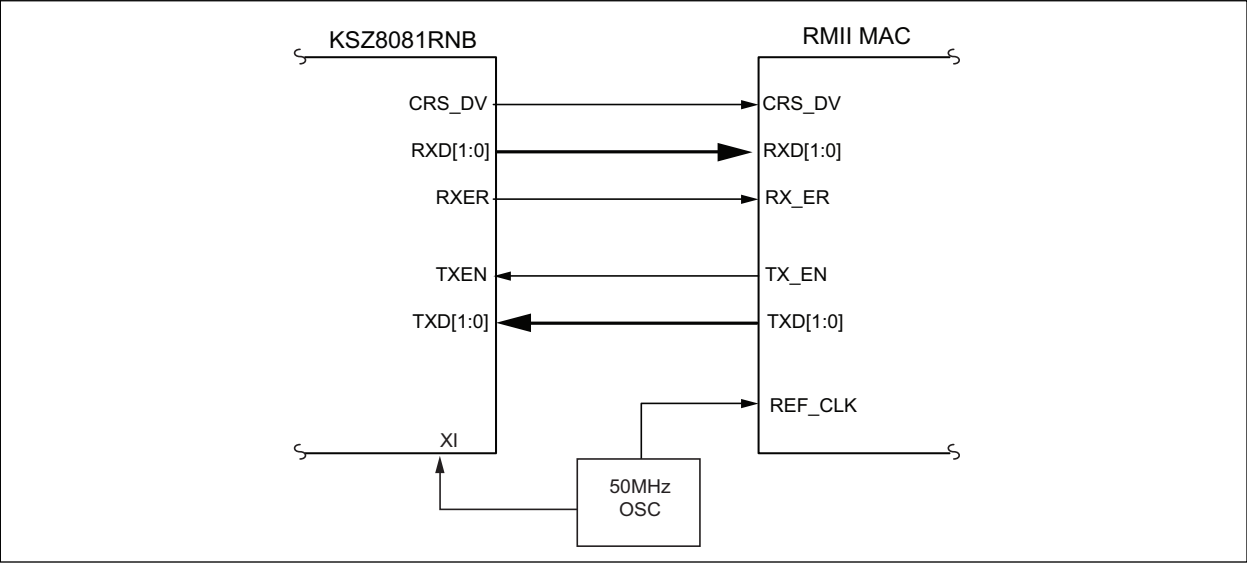 KSZ8081RNB
RMII MAC
CRS_DV
CRS_DV
RXD[1:0]
RXD[1:0]
RXER
RX_ER
TXEN
TX_EN
TXD[1:0]
TXD[1:0]
REF_CLK
XI
50MHz
OSC